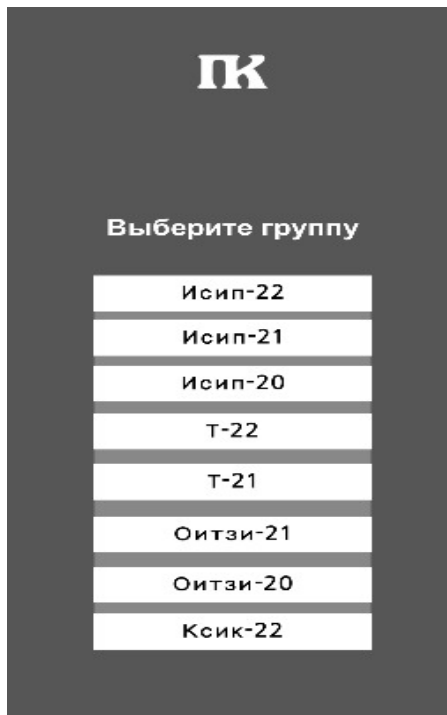 ПК
Выберите группу
Исип-22
Исип-21
Исип-20
Т-22
Т-21
Оитзи-21
Оитзи-20
Ксик-22